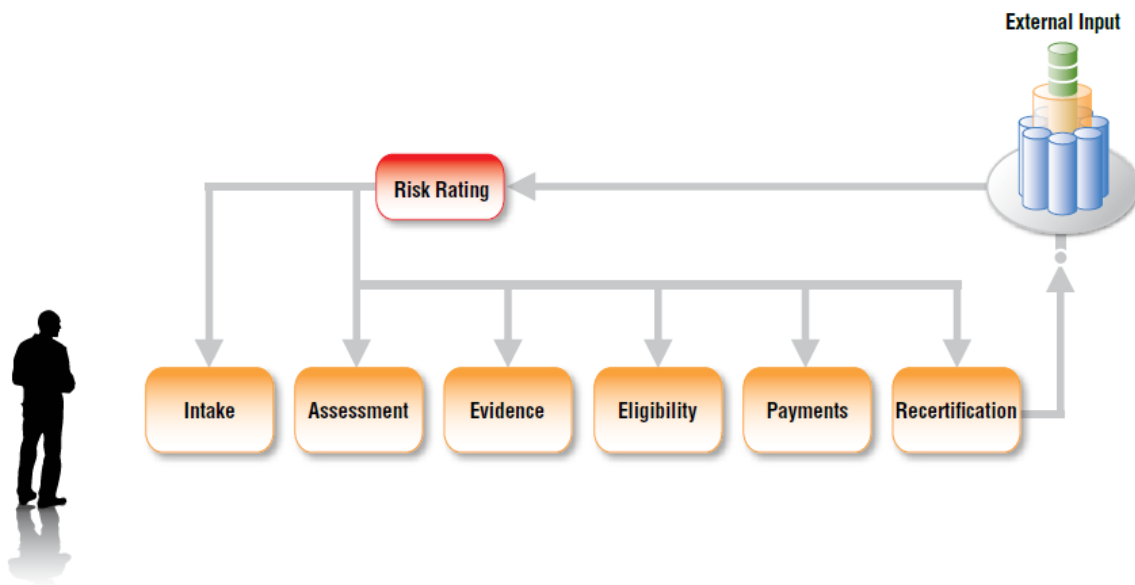 External Input
Risk Rating
Intake
Assessment
Evidence
Eligibility
Payments
Recertification